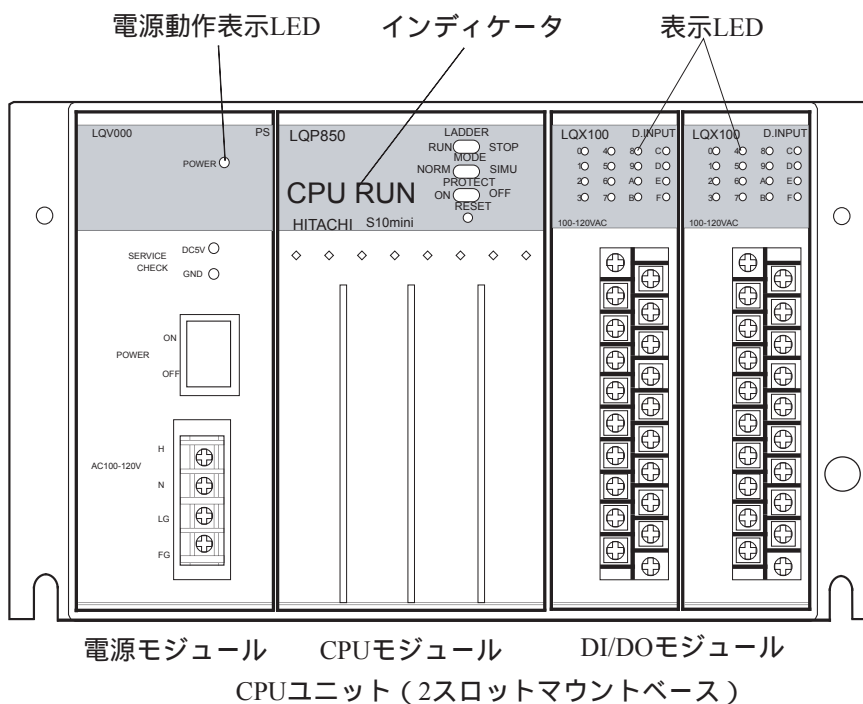 電源動作表示LED インディケータ 表示LED
LQV000 PS
POWER
SERVICE CHECK
DC5V
GND
ON
POWER
OFF
AC100-120V
H
N
LG
FG
LQP850
LADDER
RUN STOP
MODE
NORM SIMU
PROTECT
ON OFF
RESET
CPU RUN
HITACHI S10mini
LQX100 D.INPUT
0 4 8 C
1 5 9 D
2 6 A E
3 7 B F
100-120VAC
LQX100 D.INPUT
0 4 8 C
1 5 9 D
2 6 A E
3 7 B F
100-120VAC
電源モジュール CPUモジュール DI/DOモジュール
CPUユニット(2スロットマウントベース)